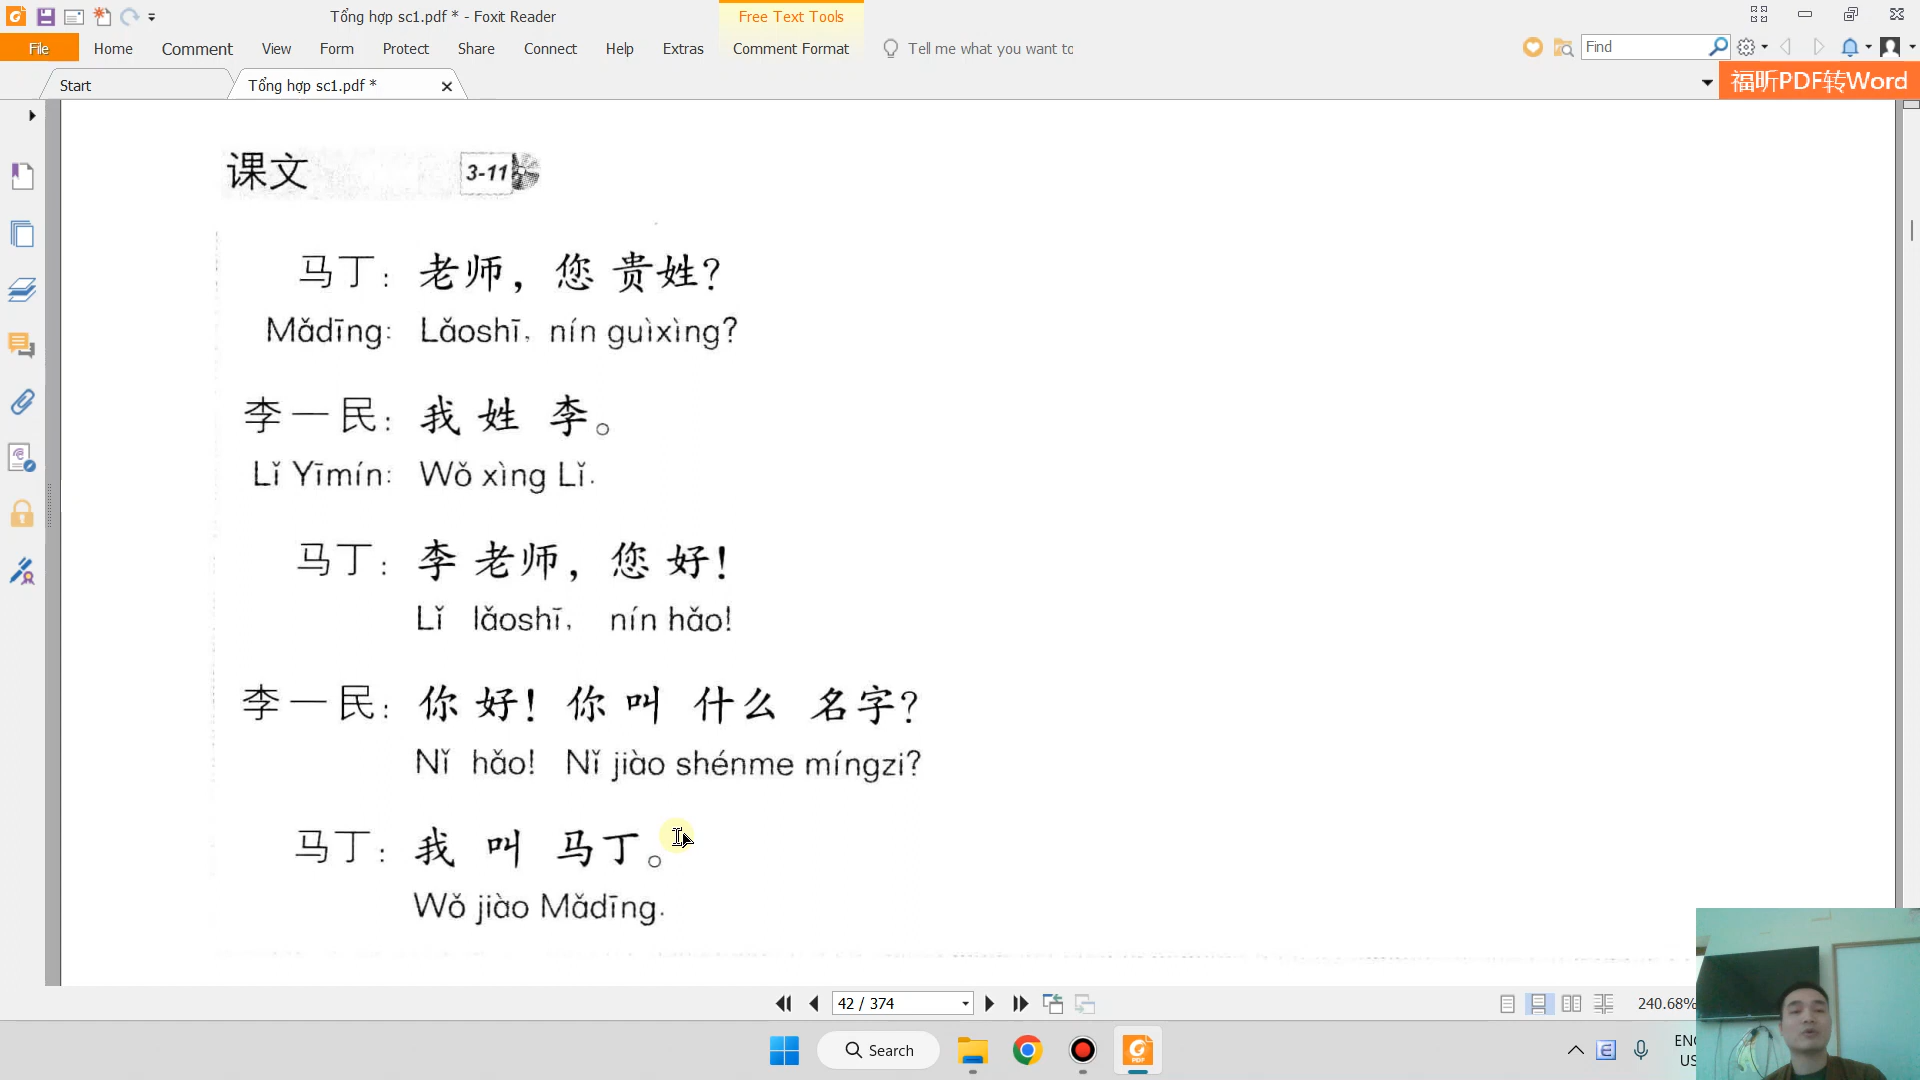 Tổng hợp sc1.pdf * - Foxit Reader
Free Text Tools
File Home Comment View Form Protect Share Connect Help Extras Comment Format Tell me what you want to
Find
Start
Tổng hợp sc1.pdf *
福昕PDF转Word
课文 3-11
马丁: 老师, 您 贵姓?
Mǎdīng: Lǎoshī, nín guìxìng?
李一民: 我 姓 李。
Lǐ Yīmín: Wǒ xìng Lǐ.
马丁: 李 老师, 您 好!
Lǐ lǎoshī, nín hǎo!
李一民: 你 好! 你 叫 什么 名字?
Nǐ hǎo! Nǐ jiào shénme míngzi?
马丁: 我 叫 马丁。
Wǒ jiào Mǎdīng.
42 / 374
240.68%
Search
PDF